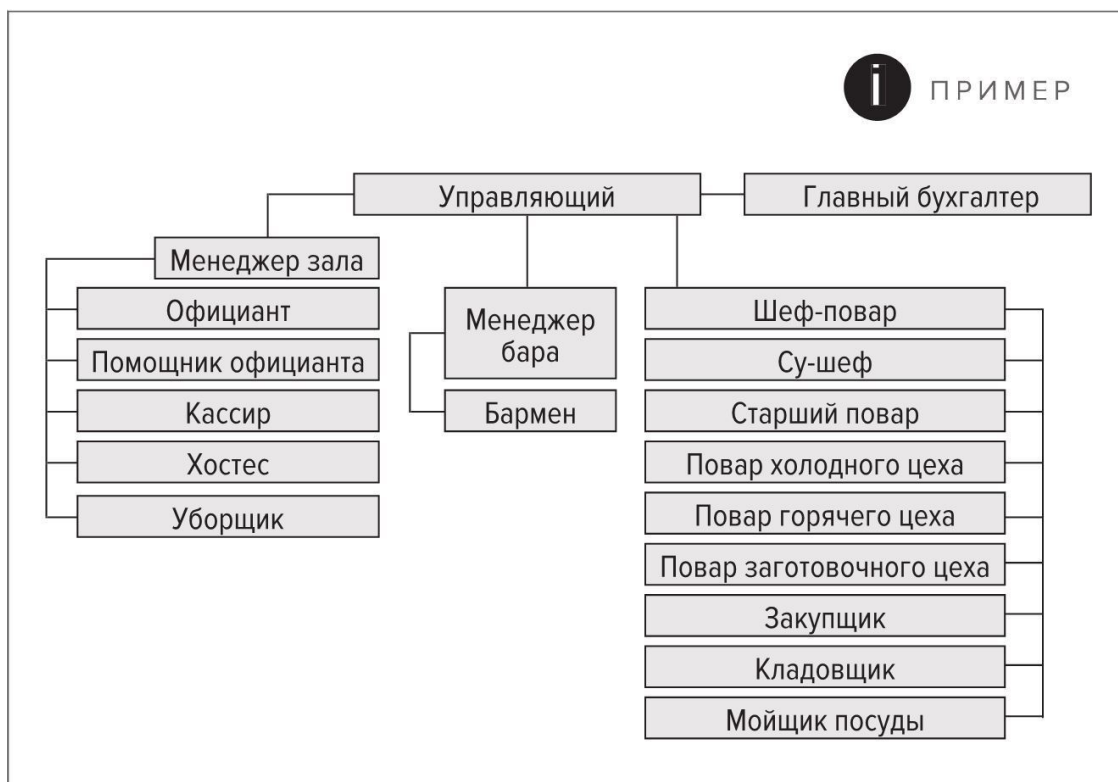 i ПРИМЕР
Управляющий
Главный бухгалтер
Менеджер зала
Официант
Помощник официанта
Кассир
Хостес
Уборщик
Менеджер
бара
Бармен
Шеф-повар
Су-шеф
Старший повар
Повар холодного цеха
Повар горячего цеха
Повар заготовочного цеха
Закупщик
Кладовщик
Мойщик посуды